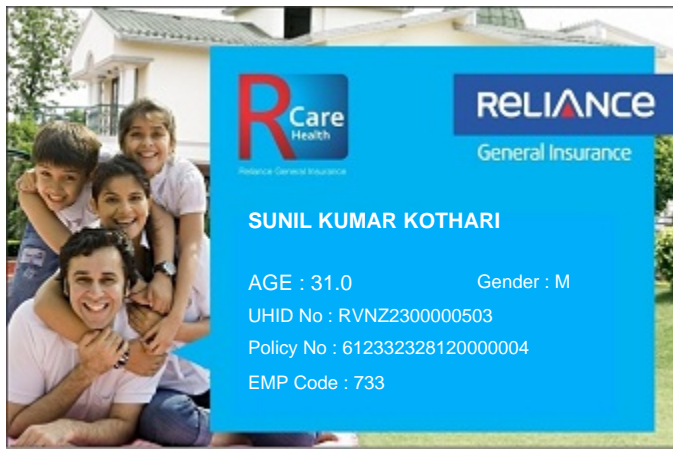 R Care
Health
Reliance General Insurance
RELIANCE
General Insurance
SUNIL KUMAR KOTHARI
AGE : 31.0 Gender : M
UHID No : RVNZ2300000503
Policy No : 612332328120000004
EMP Code : 733